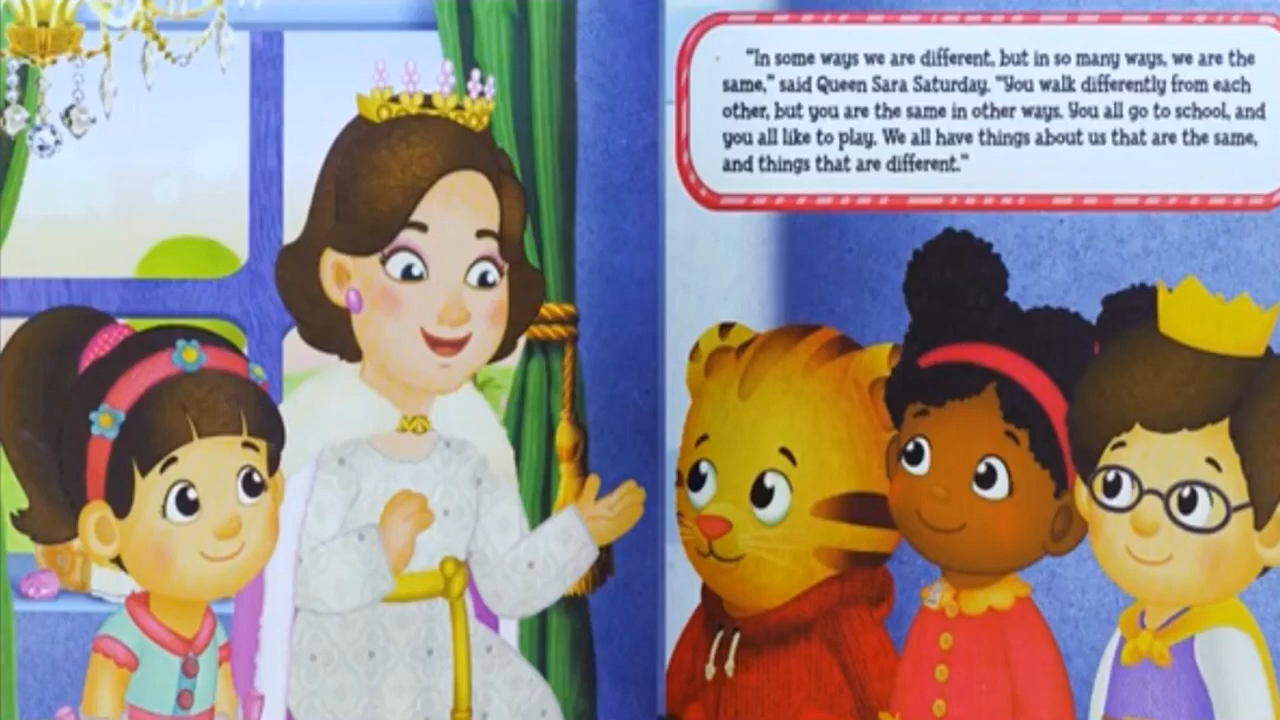 "In some ways we are different, but in so many ways, we are the
same," said Queen Sara Saturday. "You walk differently from each
other, but you are the same in other ways. You all go to school, and
you all like to play. We all have things about us that are the same,
and things that are different."